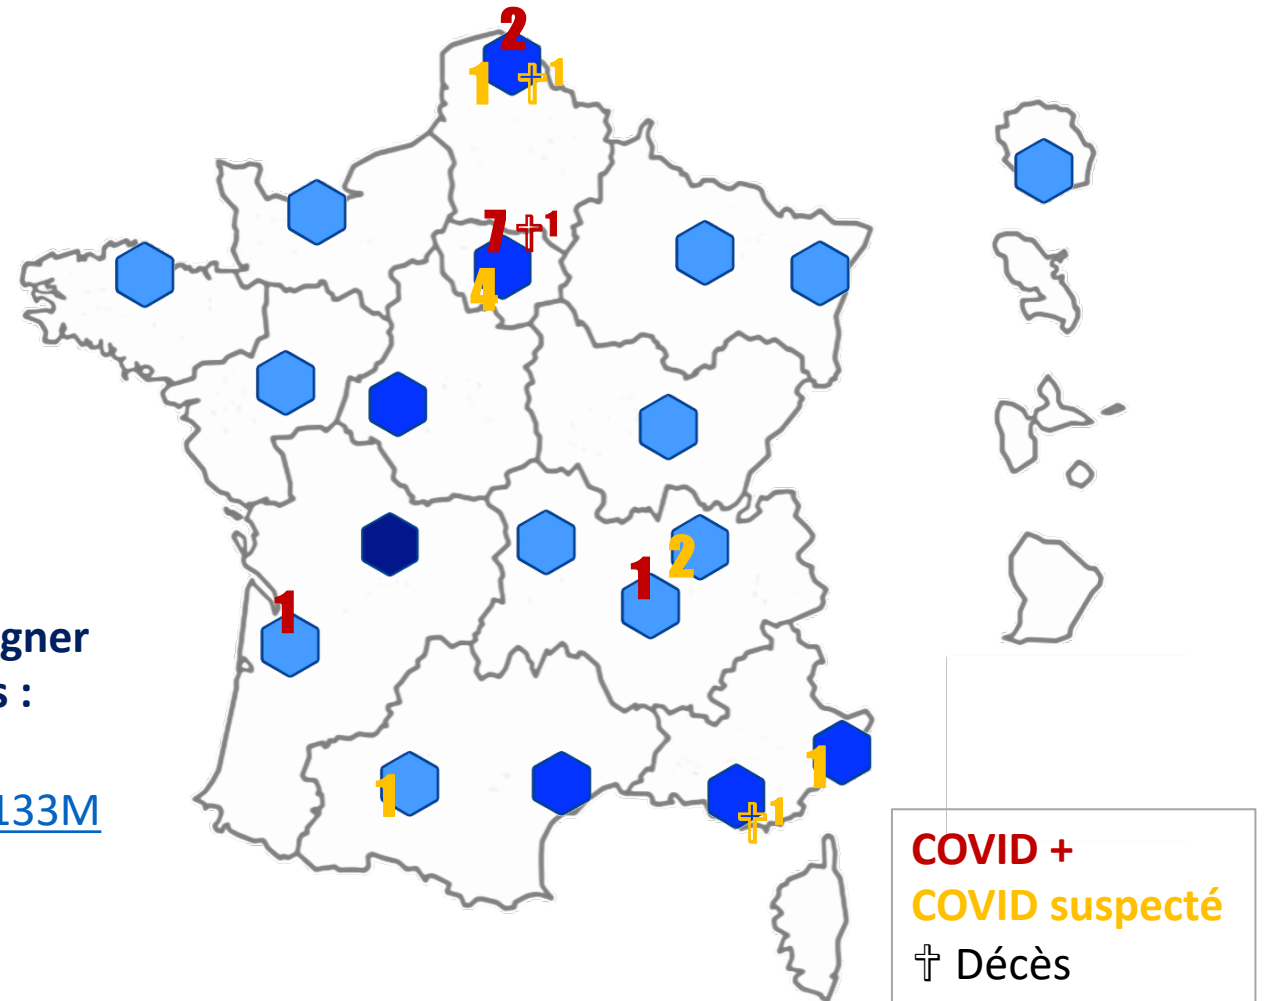 2
1 †1
7 †1
4
2
1
1
1
1
†1
gner
s :
133M
COVID +
COVID suspecté
† Décès